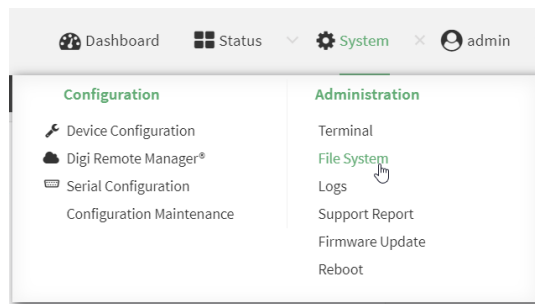 Dashboard Status System admin
Configuration
Device Configuration
Digi Remote Manager®
Serial Configuration
Configuration Maintenance
Administration
Terminal
File System
Logs
Support Report
Firmware Update
Reboot